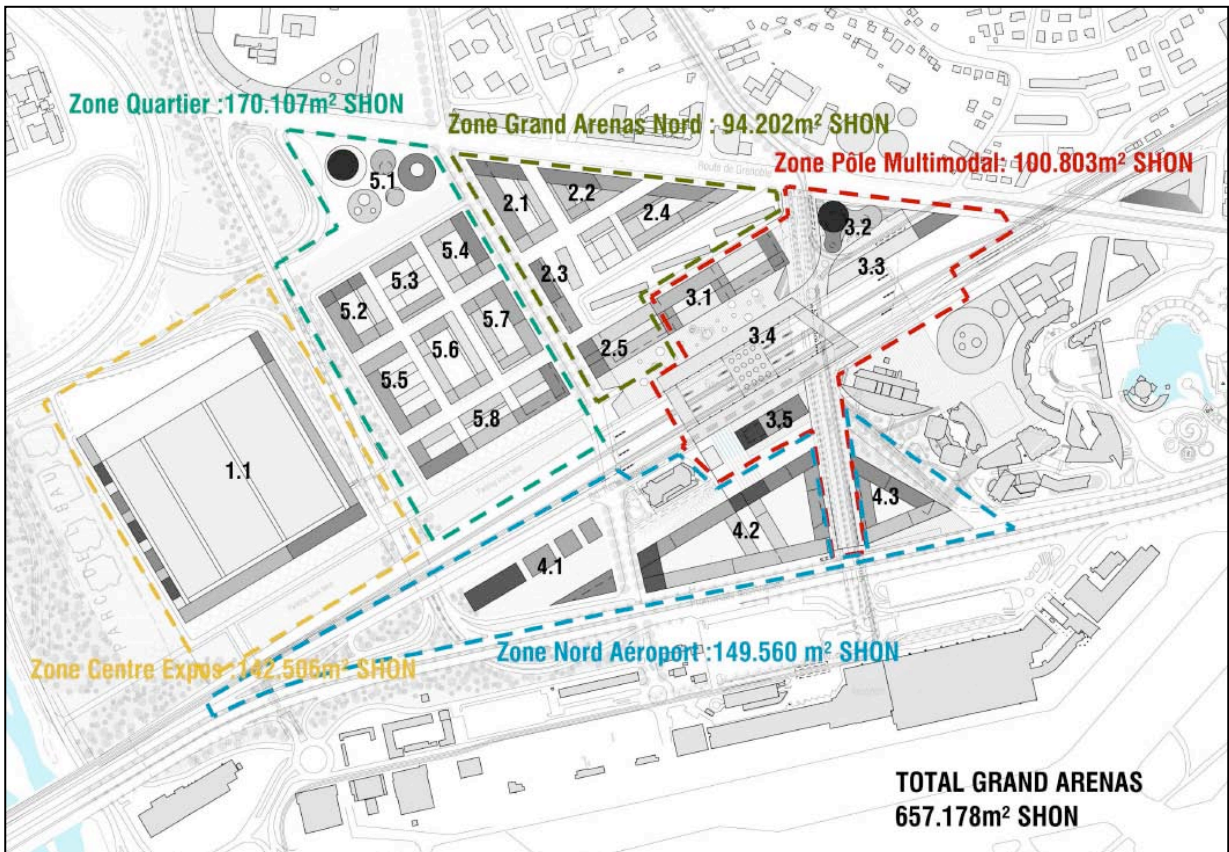 Zone Quartier :170.107m² SHON
Zone Grand Arenas Nord : 94.202m² SHON
Route de Grenoble
Zone Pôle Multimodal: 100.803m² SHON
5.1
2.1
2.2
2.4
3.2
3.3
5.4
5.3
5.2
2.3
3.1
5.7
5.6
5.5
2.5
3.4
5.8
3.5
1.1
4.3
4.2
4.1
Zone Nord Aéroport :149.560 m² SHON
Zone Centre Expos :142.506m² SHON
TOTAL GRAND ARENAS
657.178m² SHON